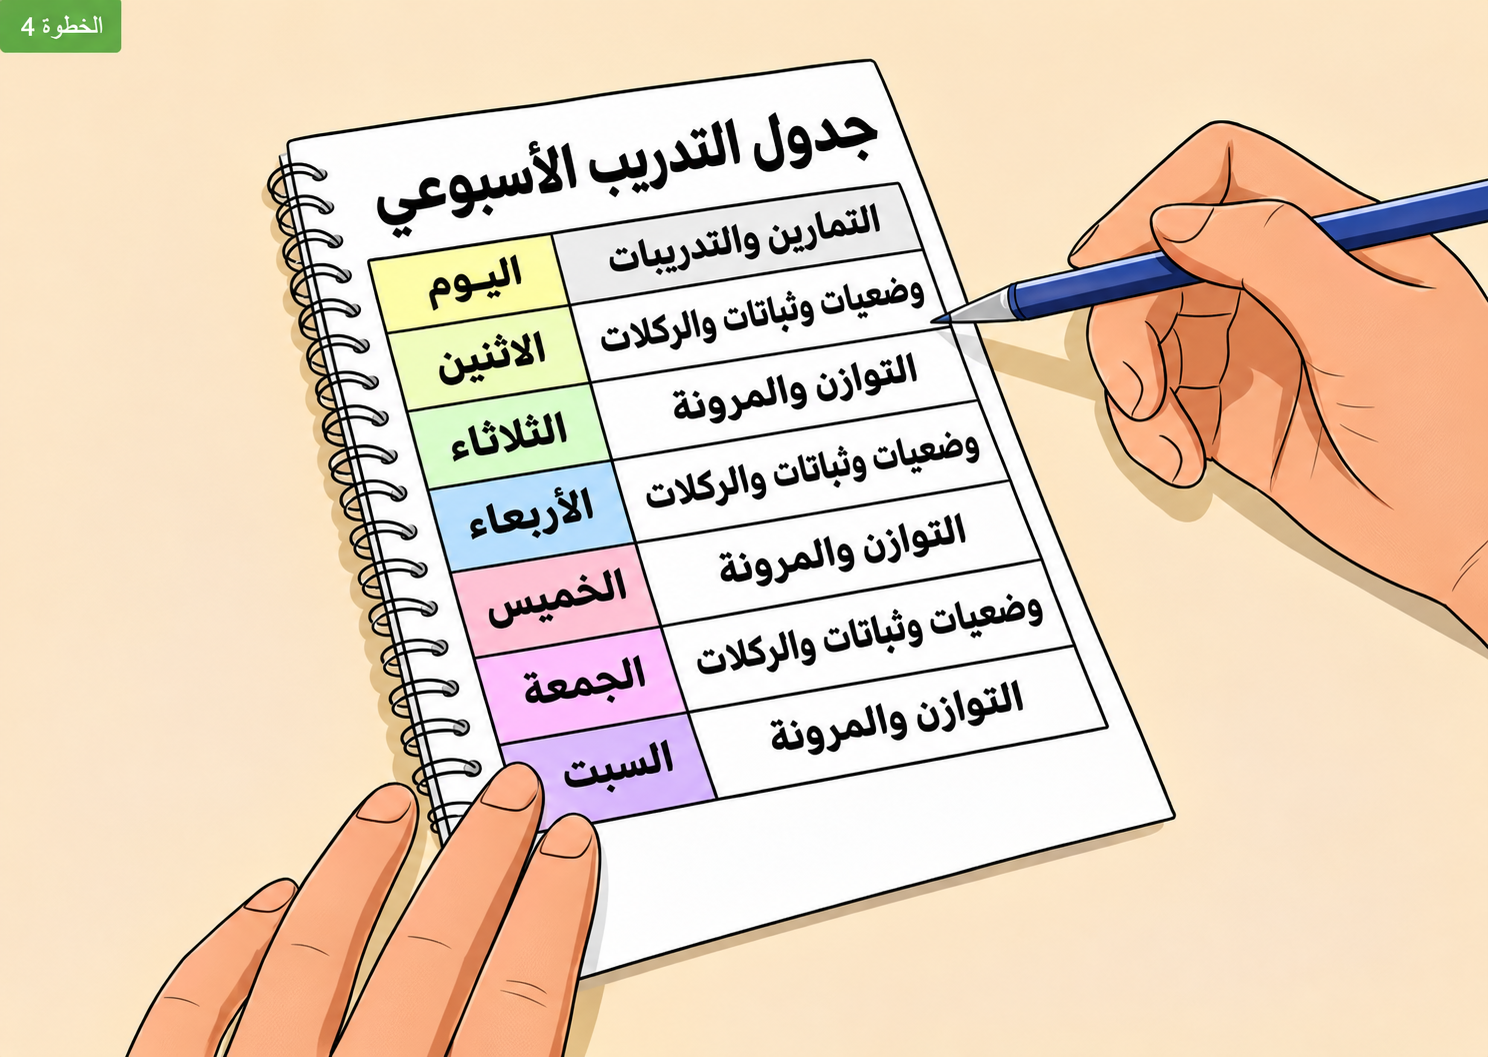 الخطوة 4
جدول التدريب الأسبوعي
اليـوم التمارين والتدريبات
الاثنين وضعيات وثباتات والركلات
الثلاثاء التوازن والمرونة
الأربعاء وضعيات وثباتات والركلات
الخميس التوازن والمرونة
الجمعة وضعيات وثباتات والركلات
السبت التوازن والمرونة